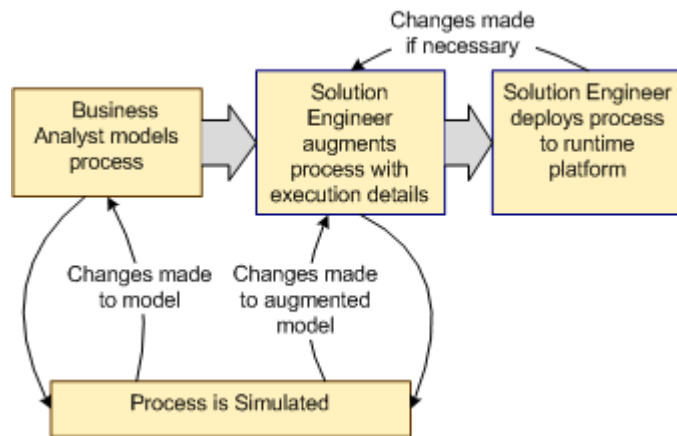 Changes made
if necessary
Business
Analyst models
process
Solution
Engineer
augments
process with
execution details
Solution Engineer
deploys process
to runtime
platform
Changes made
to model
Changes made
to augmented
model
Process is Simulated